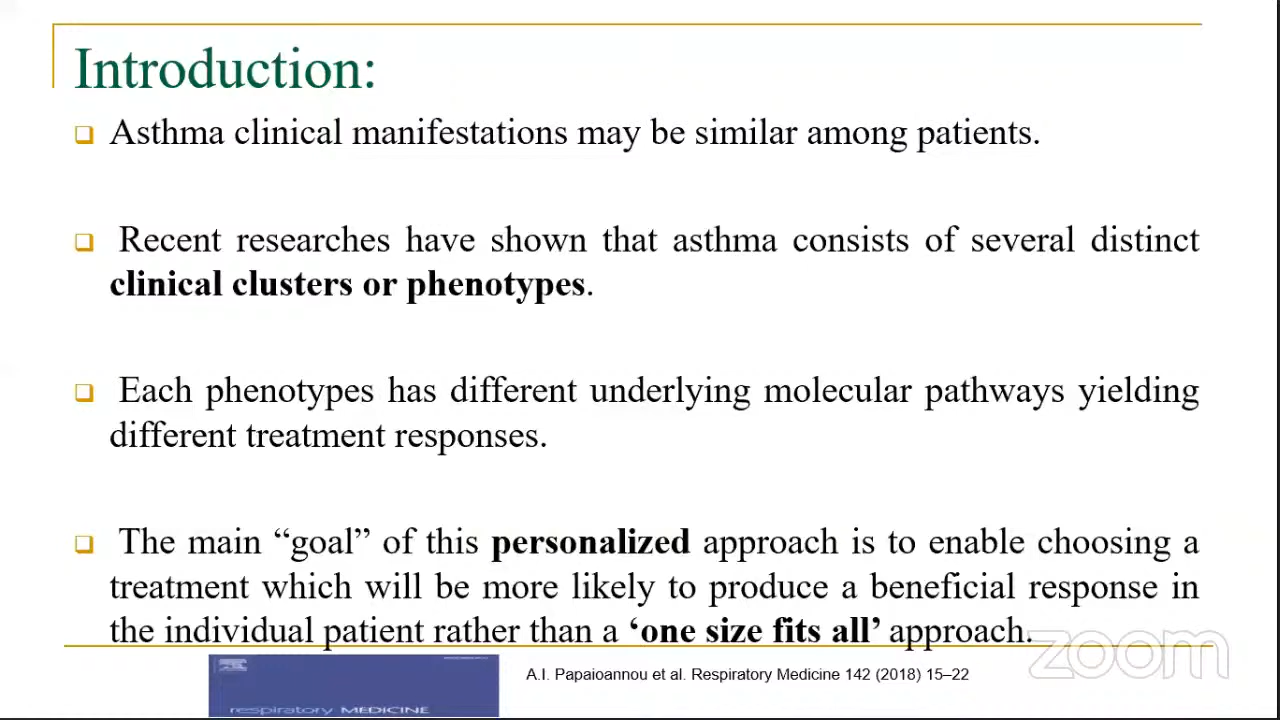 Introduction:
❑ Asthma clinical manifestations may be similar among patients.
❑ Recent researches have shown that asthma consists of several distinct
clinical clusters or phenotypes.
❑ Each phenotypes has different underlying molecular pathways yielding
different treatment responses.
❑ The main “goal” of this personalized approach is to enable choosing a
treatment which will be more likely to produce a beneficial response in
the individual patient rather than a ‘one size fits all’ approach.
zoom
A.I. Papaioannou et al. Respiratory Medicine 142 (2018) 15–22
respiratory MEDICINE